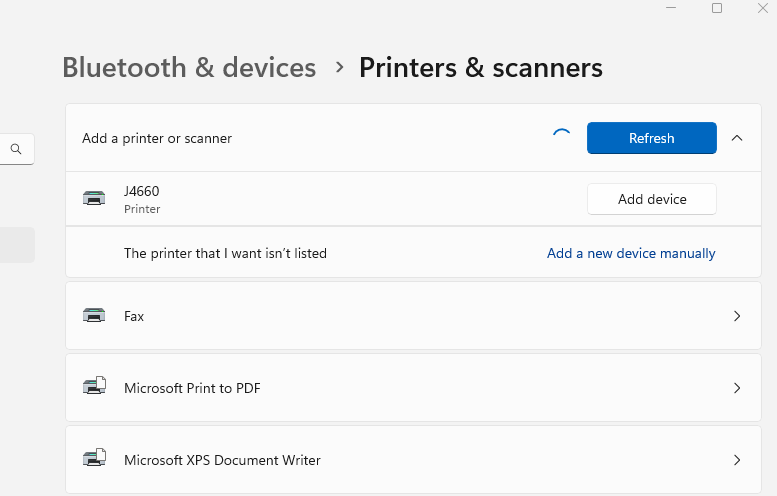 Bluetooth & devices > Printers & scanners
Add a printer or scanner Refresh
J4660
Printer Add device
The printer that I want isn’t listed Add a new device manually
Fax
Microsoft Print to PDF
Microsoft XPS Document Writer